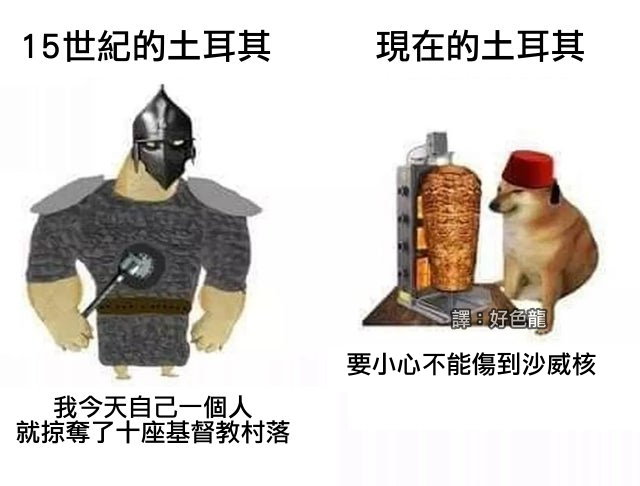 15世紀的土耳其
現在的土耳其
譯：好色龍
要小心不能傷到沙威核
我今天自己一個人
就掠奪了十座基督教村落